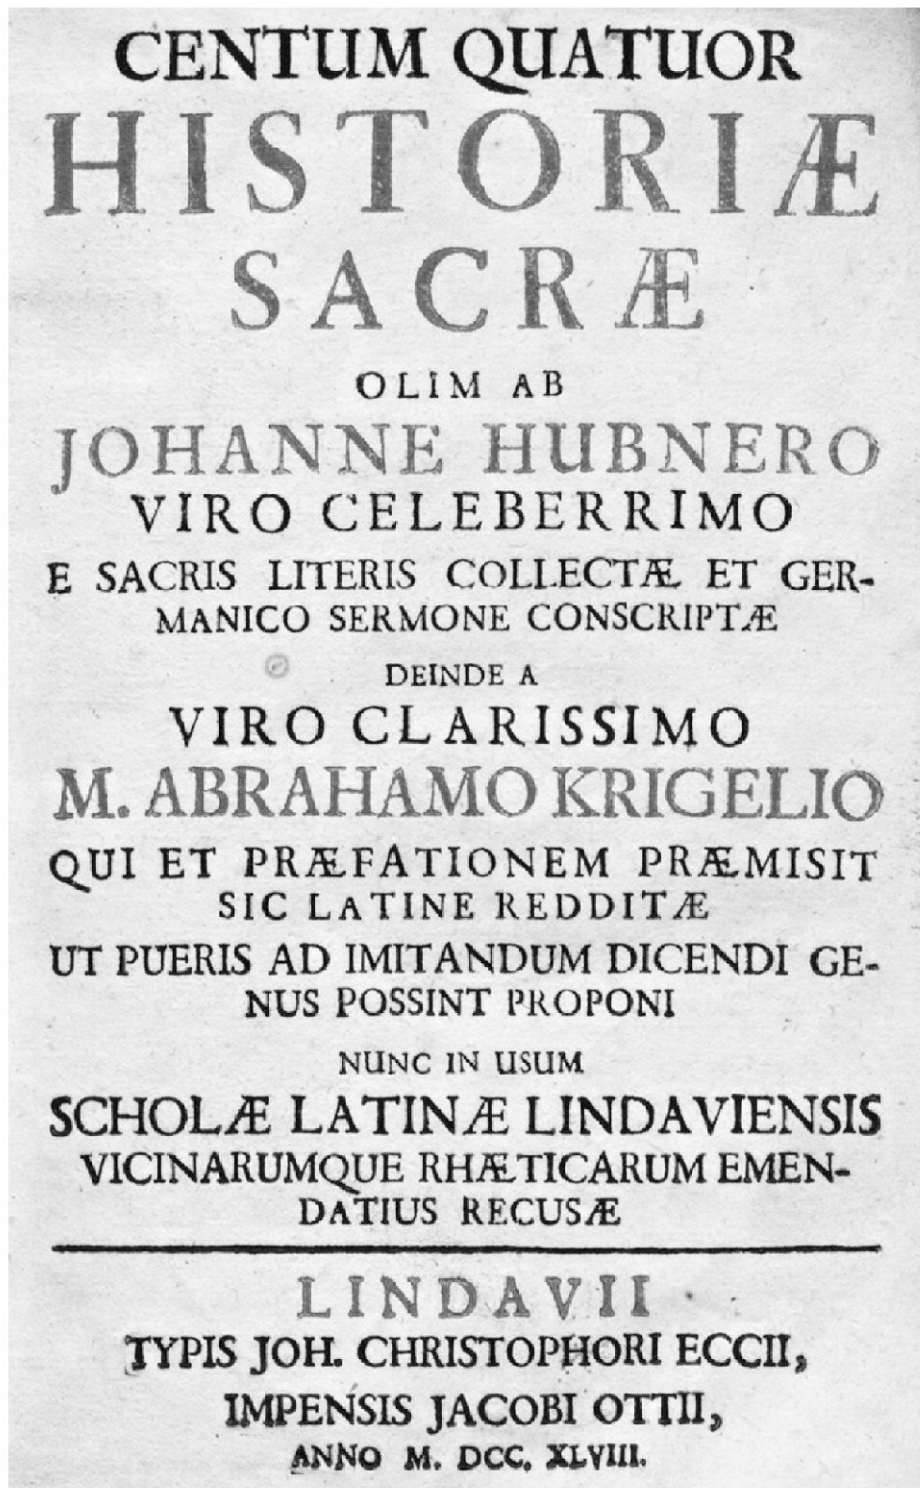 CENTUM QUATUOR
HISTORIÆ
SACRÆ
OLIM AB
JOHANNE HUBNERO
VIRO CELEBERRIMO
E SACRIS LITERIS COLLECTÆ ET GER-
MANICO SERMONE CONSCRIPTÆ
DEINDE A
VIRO CLARISSIMO
M. ABRAHAMO KRIGELIO
QUI ET PRÆFATIONEM PRÆMISIT
SIC LATINE REDDITÆ
UT PUERIS AD IMITANDUM DICENDI GE-
NUS POSSINT PROPONI
NUNC IN USUM
SCHOLÆ LATINÆ LINDAVIENSIS
VICINARUMQUE RHÆTICARUM EMEN-
DATIUS RECUSÆ
LINDAVII
TYPIS JOH. CHRISTOPHORI ECCII,
IMPENSIS JACOBI OTTII,
ANNO M. DCC. XLVIII.